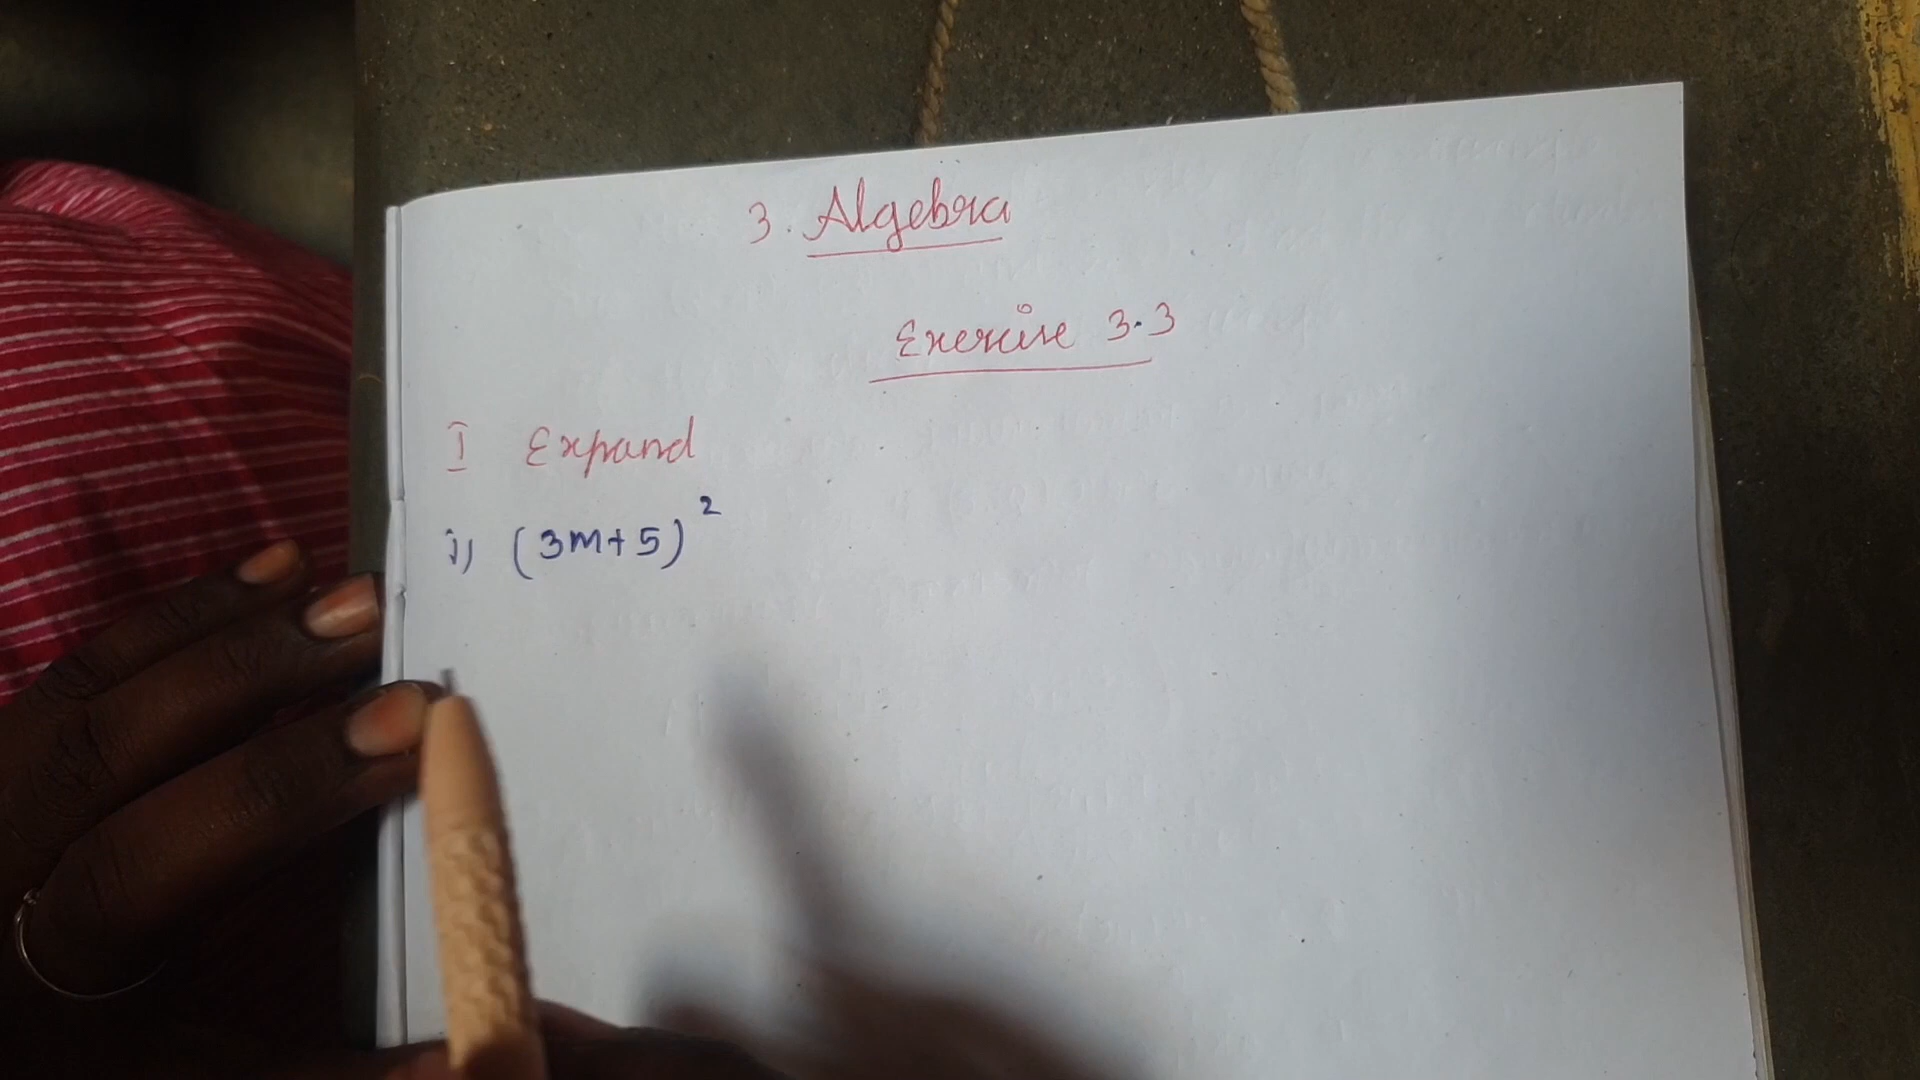 3. Algebra
Exercise 3.3
I Expand
i) (3m+5)²